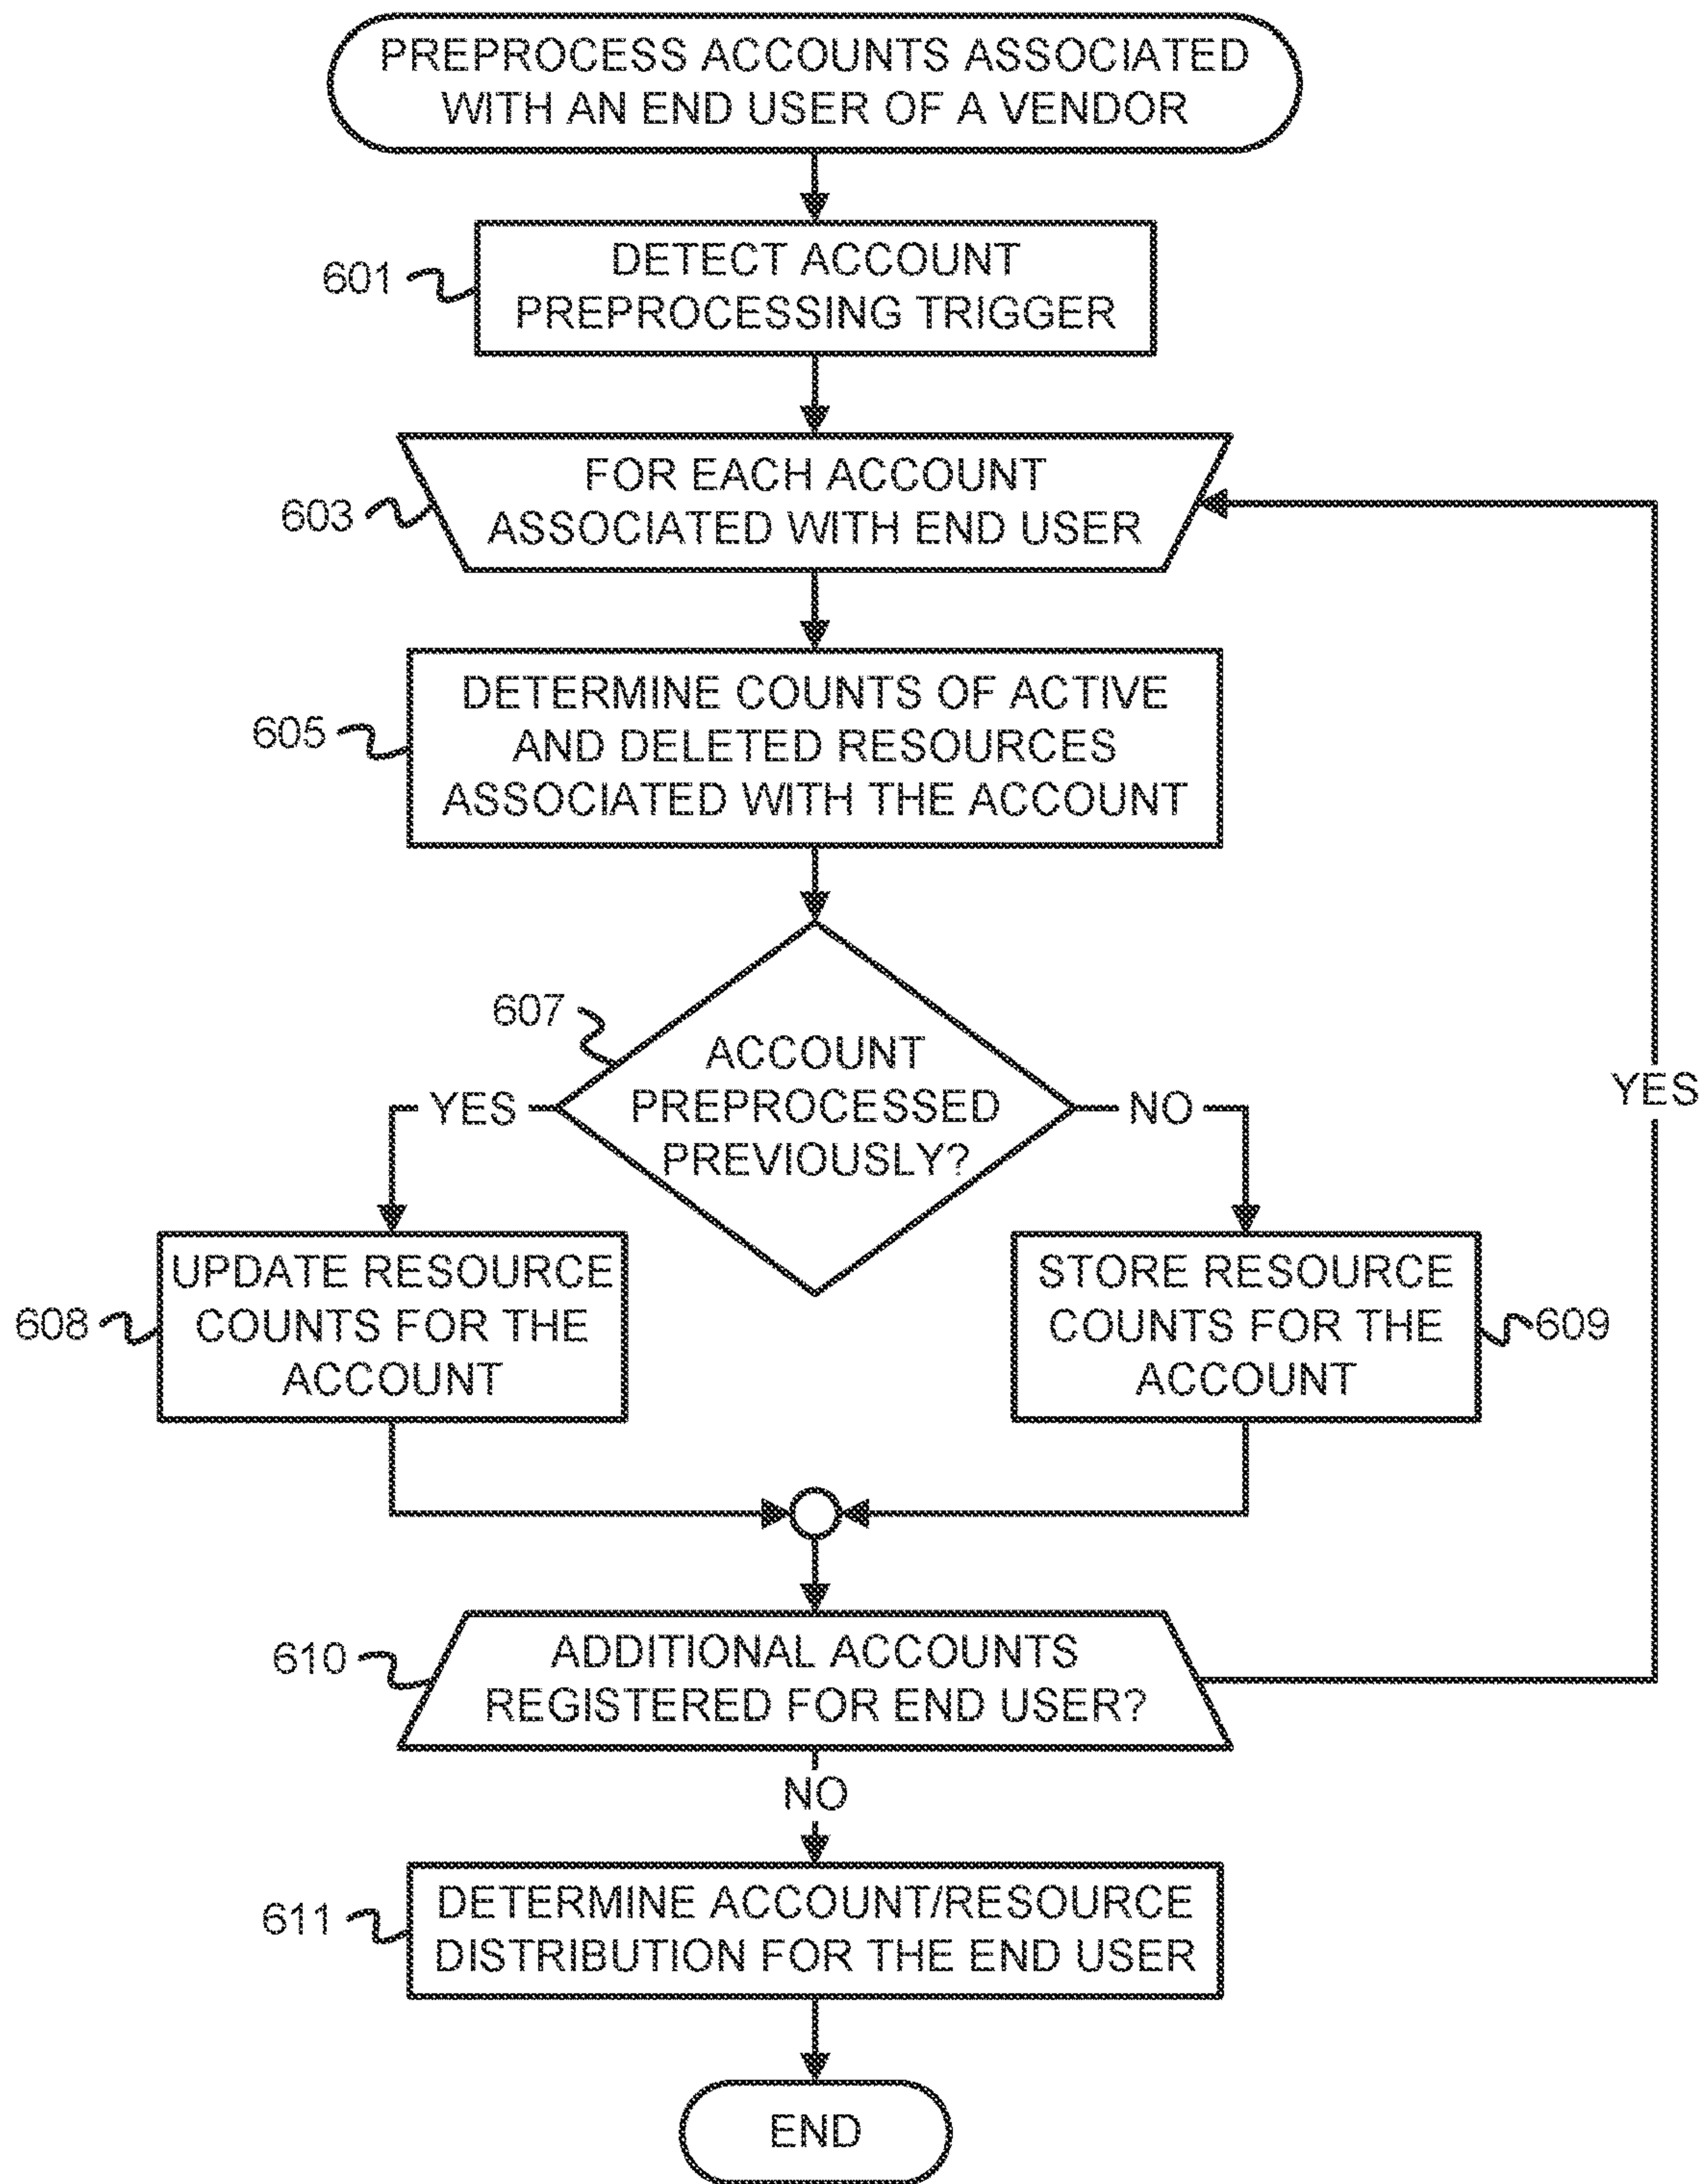 PREPROCESS ACCOUNTS ASSOCIATED
WITH AN END USER OF A VENDOR
601
DETECT ACCOUNT
PREPROCESSING TRIGGER
603
FOR EACH ACCOUNT
ASSOCIATED WITH END USER
605
DETERMINE COUNTS OF ACTIVE
AND DELETED RESOURCES
ASSOCIATED WITH THE ACCOUNT
607
ACCOUNT
PREPROCESSED
PREVIOUSLY?
YES
NO
YES
608
UPDATE RESOURCE
COUNTS FOR THE
ACCOUNT
STORE RESOURCE
COUNTS FOR THE
ACCOUNT
609
610
ADDITIONAL ACCOUNTS
REGISTERED FOR END USER?
NO
611
DETERMINE ACCOUNT/RESOURCE
DISTRIBUTION FOR THE END USER
END